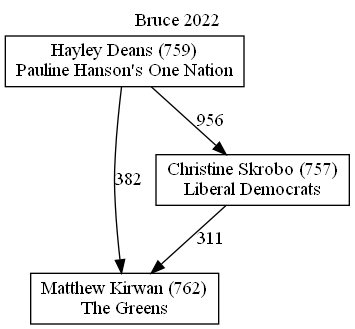 Bruce 2022
Hayley Deans (759)
Pauline Hanson's One Nation
956
Christine Skrobo (757)
Liberal Democrats
382
311
Matthew Kirwan (762)
The Greens